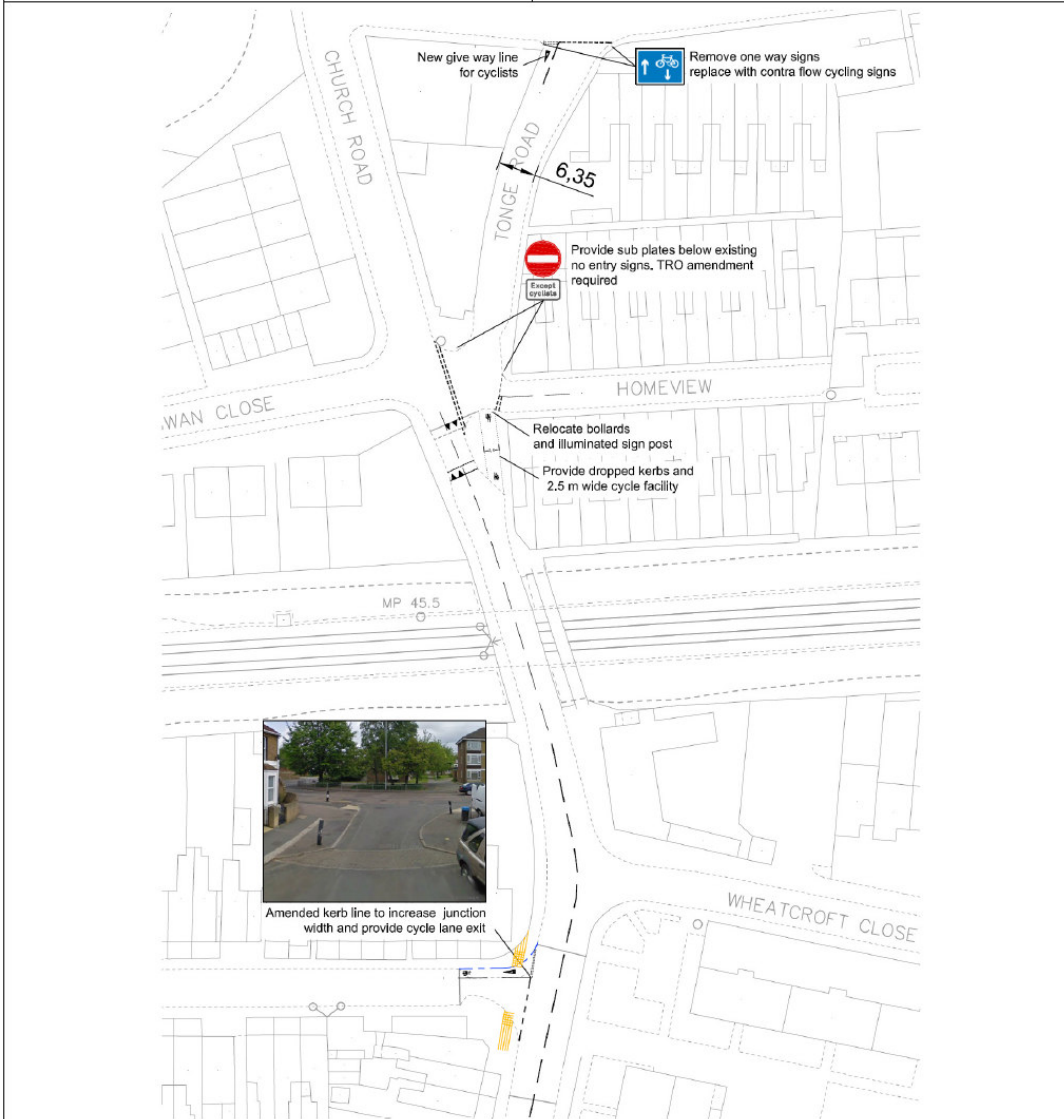 New give way line
for cyclists
Remove one way signs
replace with contra flow cycling signs
CHURCH ROAD
TONGE ROAD
6,35
Provide sub plates below existing
no entry signs. TRO amendment
required
Except
cyclists
HOMEVIEW
WAN CLOSE
Relocate bollards
and illuminated sign post
Provide dropped kerbs and
2.5 m wide cycle facility
MP 45.5
Amended kerb line to increase junction
width and provide cycle lane exit
WHEATCROFT CLOSE